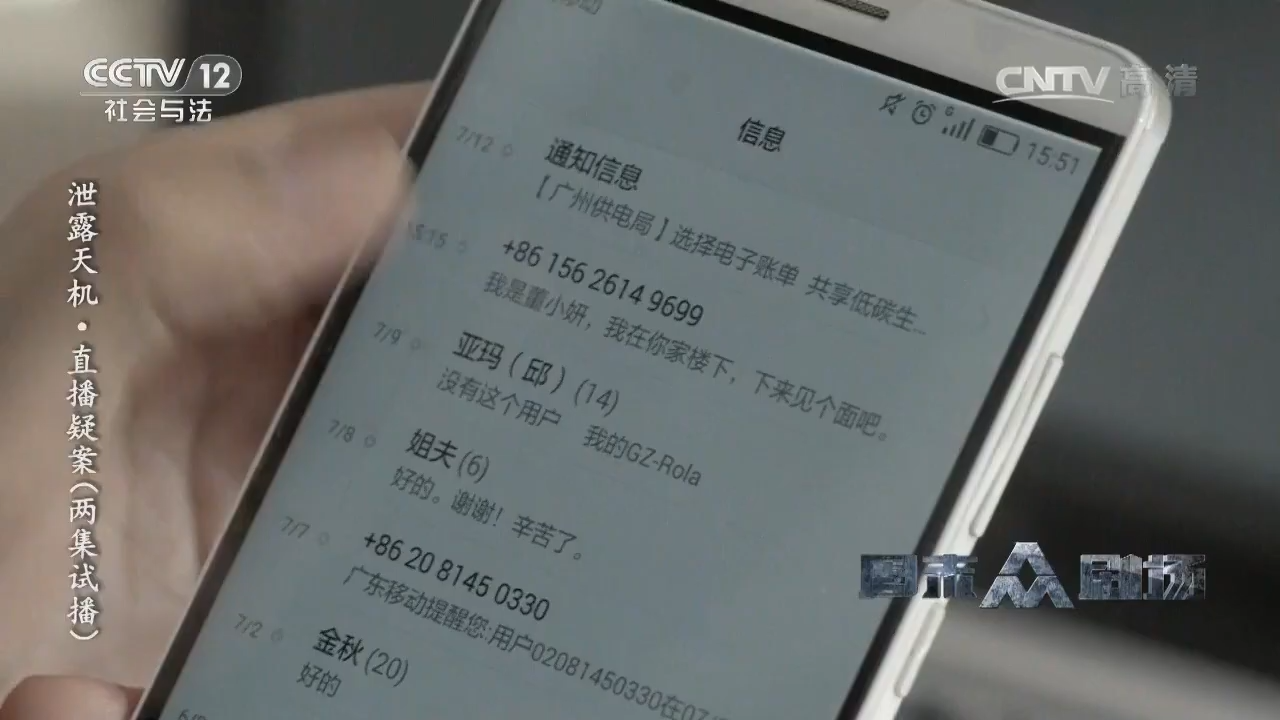 CCTV 12
社会与法
CNTV 高清
泄露天机·直播疑案(两集试播)
15:51
信息
7/12
通知信息
【广州供电局】选择电子账单 共享低碳生...
15:15
+86 156 2614 9699
我是董小妍，我在你家楼下，下来见个面吧。
7/9
亚玛(邱)(14)
没有这个用户 我的GZ-Rola
7/8
姐夫(6)
好的。谢谢！辛苦了。
7/7
+86 20 8145 0330
广东移动提醒您:用户02081450330在07/
7/2
金秋(20)
好的
周末大剧场